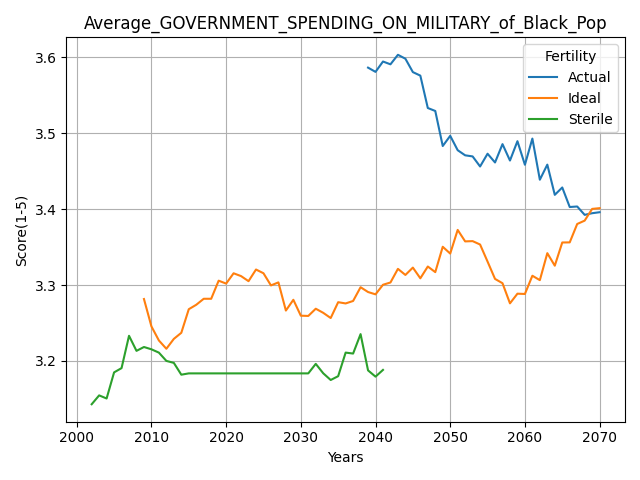 Average_GOVERNMENT_SPENDING_ON_MILITARY_of_Black_Pop
Fertility
Actual
Ideal
Sterile
Score(1-5)
3.6
3.5
3.4
3.3
3.2
2000 2010 2020 2030 2040 2050 2060 2070
Years